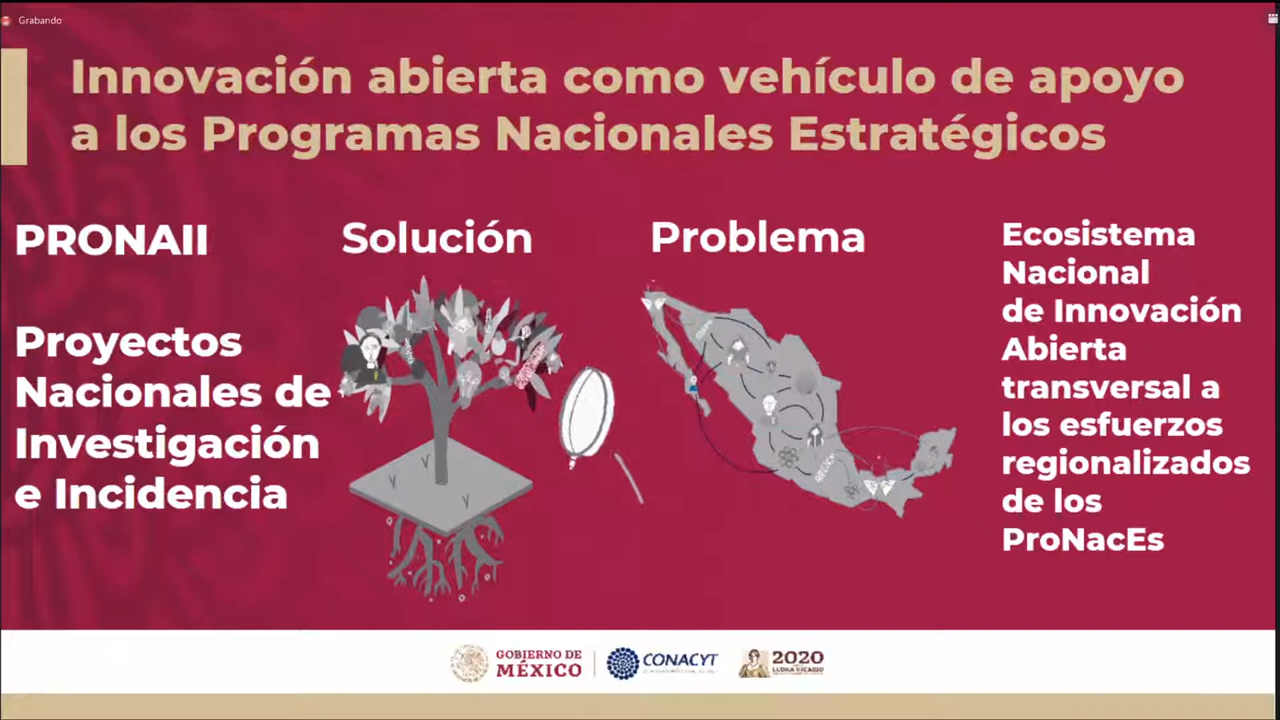 Grabando
Innovación abierta como vehículo de apoyo
a los Programas Nacionales Estratégicos
PRONAII
Proyectos
Nacionales de
Investigación
e Incidencia
Solución
Problema
Ecosistema
Nacional
de Innovación
Abierta
transversal a
los esfuerzos
regionalizados
de los
ProNacEs
GOBIERNO DE
MÉXICO
CONACYT
2020
LEONA VICARIO